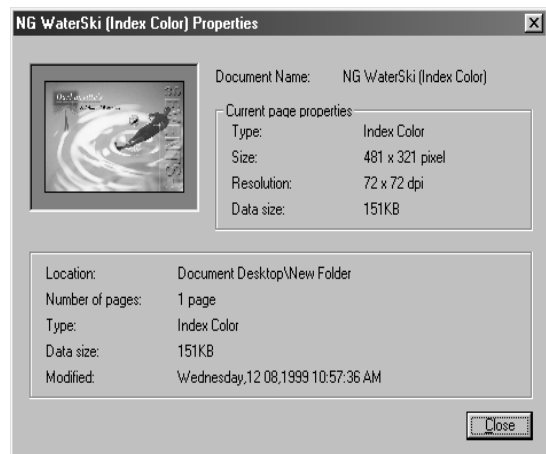 NG WaterSki (Index Color) Properties
Document Name: NG WaterSki (Index Color)
Current page properties
Type: Index Color
Size: 481 x 321 pixel
Resolution: 72 x 72 dpi
Data size: 151KB
Location: Document Desktop\New Folder
Number of pages: 1 page
Type: Index Color
Data size: 151KB
Modified: Wednesday,12 08,1999 10:57:36 AM
Close